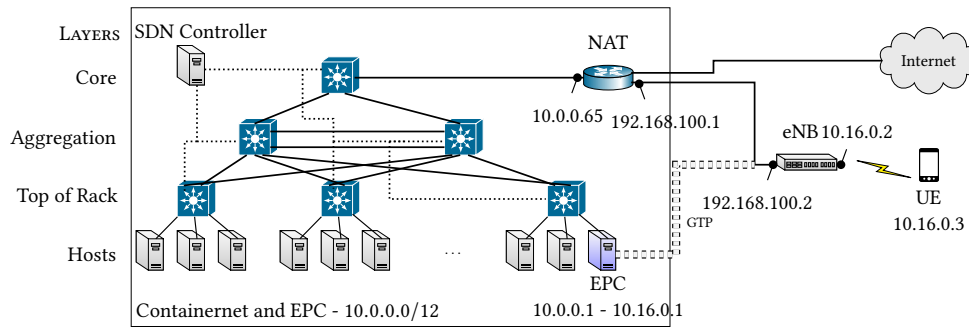 LAYERS
SDN Controller
NAT
Core
Internet
10.0.0.65
192.168.100.1
Aggregation
eNB 10.16.0.2
Top of Rack
192.168.100.2
UE
10.16.0.3
GTP
Hosts
...
EPC
Containernet and EPC - 10.0.0.0/12
10.0.0.1 - 10.16.0.1